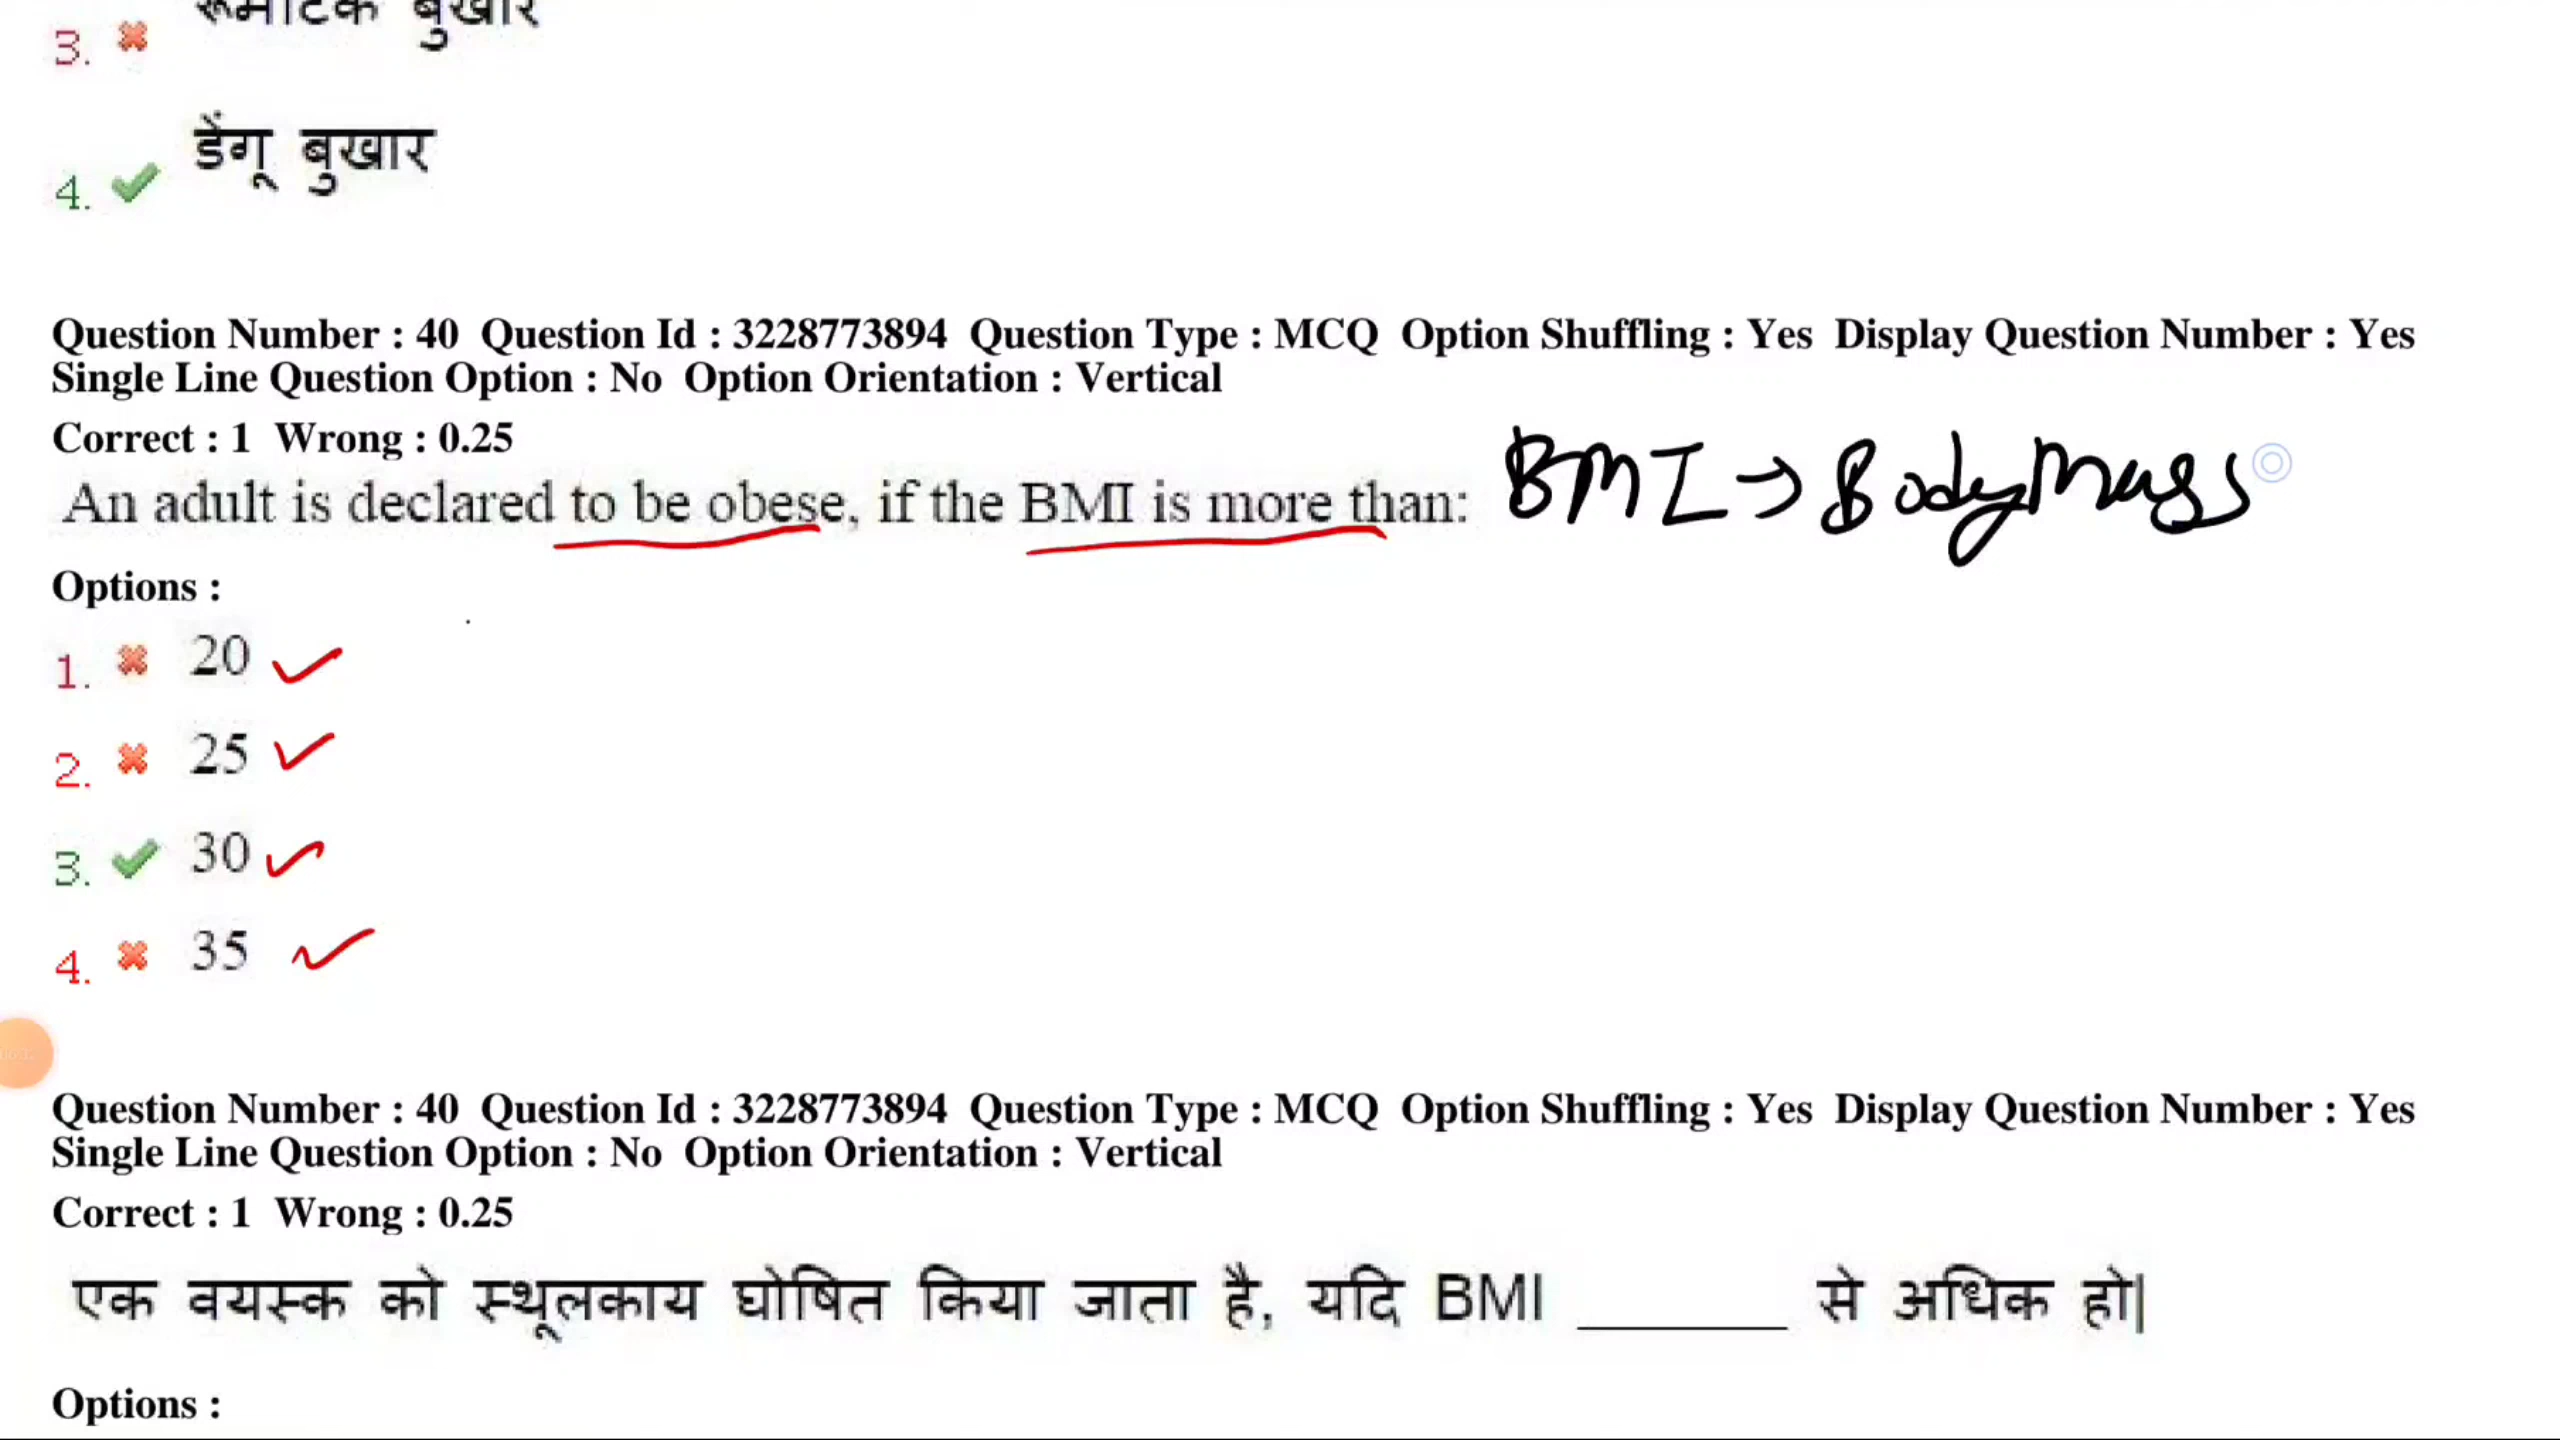 3. रूमेटिक बुखार
4. डेंगू बुखार
Question Number : 40 Question Id : 3228773894 Question Type : MCQ Option Shuffling : Yes Display Question Number : Yes
Single Line Question Option : No Option Orientation : Vertical
Correct : 1 Wrong : 0.25
An adult is declared to be obese, if the BMI is more than: BMI → Body Mass
Options :
1. 20
2. 25
3. 30
4. 35
Question Number : 40 Question Id : 3228773894 Question Type : MCQ Option Shuffling : Yes Display Question Number : Yes
Single Line Question Option : No Option Orientation : Vertical
Correct : 1 Wrong : 0.25
एक वयस्क को स्थूलकाय घोषित किया जाता है, यदि BMI ________ से अधिक हो|
Options :